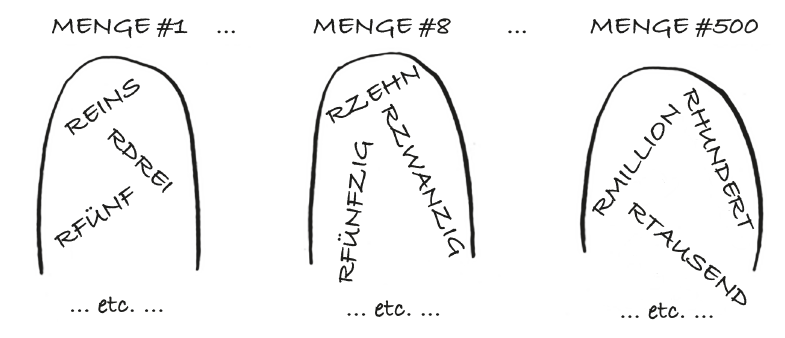 MENGE #1 ... MENGE #8 ... MENGE #500
REINS
RDREI
RFÜNF
RZEHN
RZWANZIG
RFÜNFZIG
RHUNDERT
RMILLION
RTAUSEND
... etc. ... ... etc. ... ... etc. ...